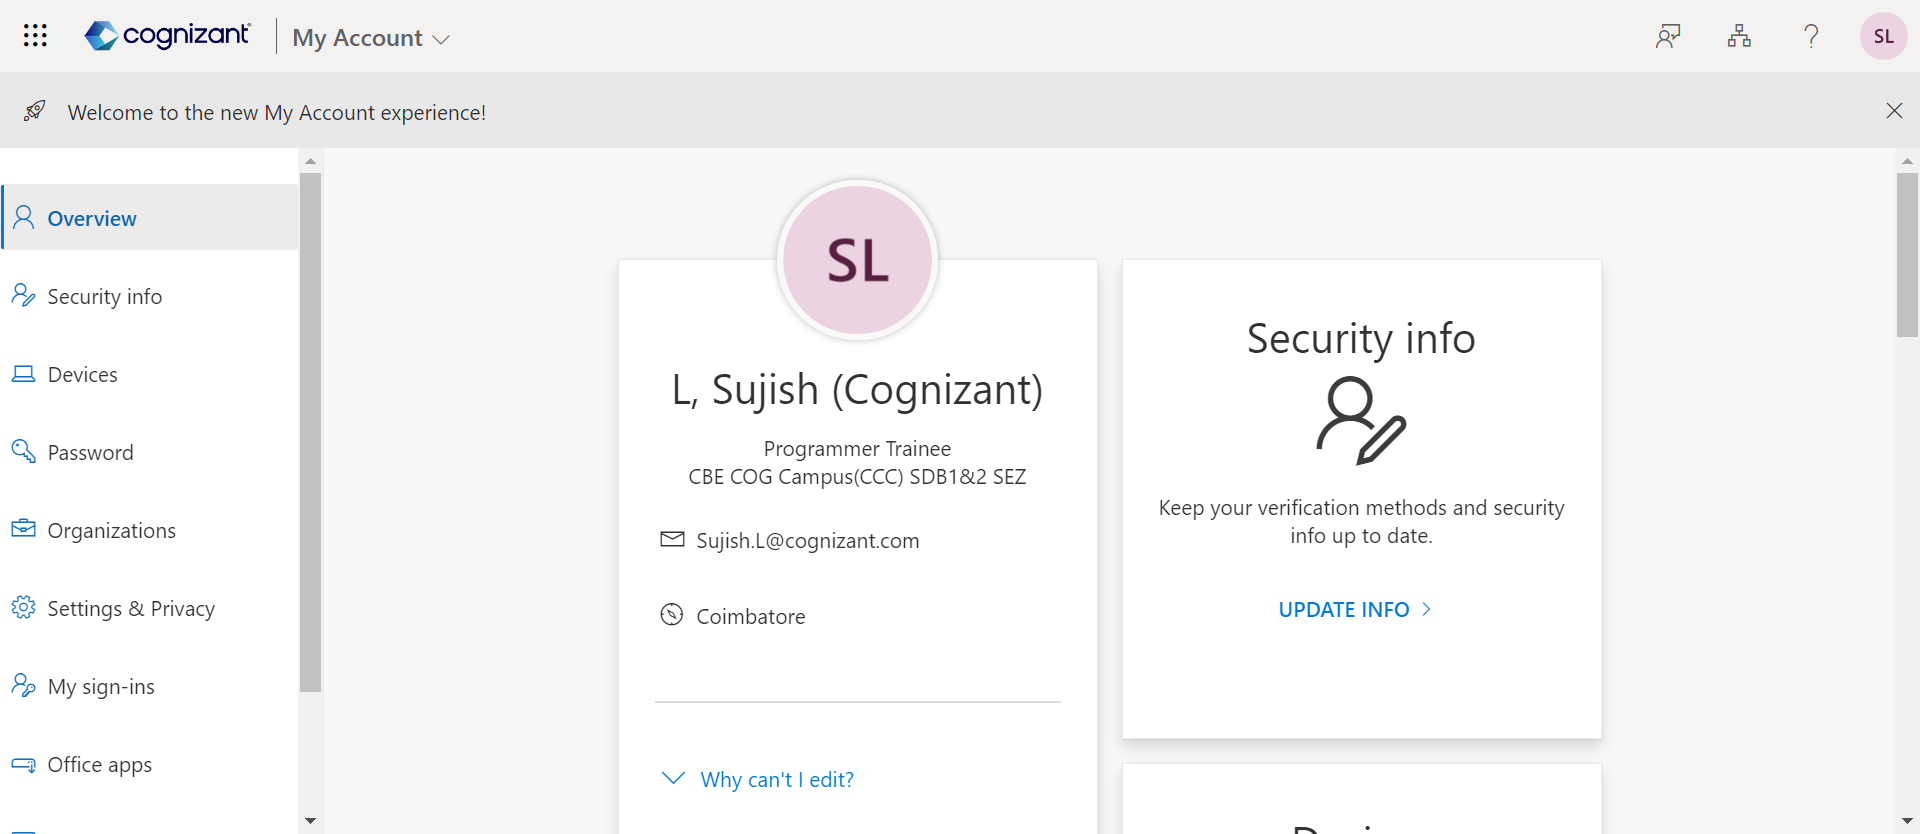 cognizant
My Account
SL
Welcome to the new My Account experience!
Overview
Security info
Devices
Password
Organizations
Settings & Privacy
My sign-ins
Office apps
SL
L, Sujish (Cognizant)
Programmer Trainee
CBE COG Campus(CCC) SDB1&2 SEZ
Sujish.L@cognizant.com
Coimbatore
Why can't I edit?
Security info
Keep your verification methods and security
info up to date.
UPDATE INFO